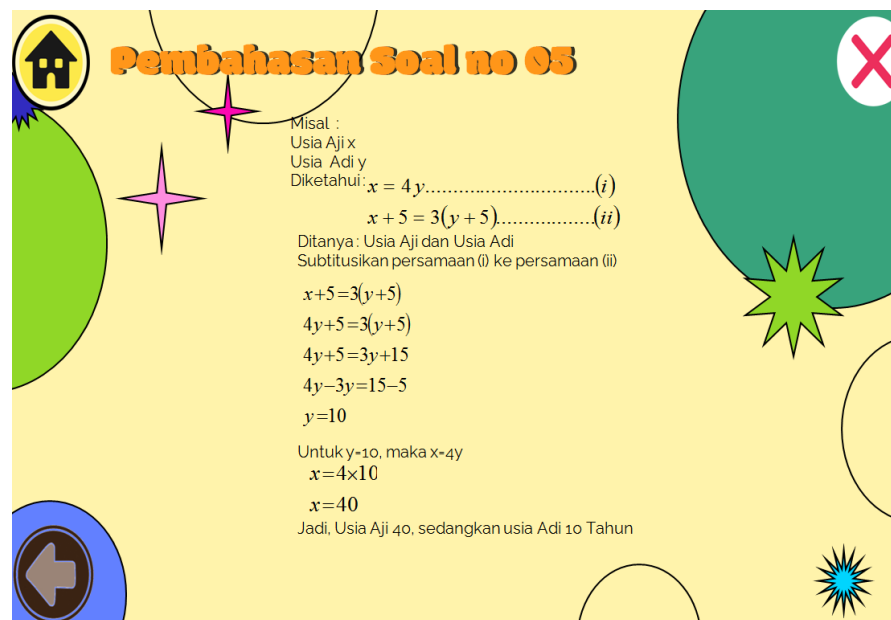 Pembahasan Soal no 05
Misal :
Usia Aji x
Usia Adi y
Diketahui : x = 4y...............................(i)
x + 5 = 3(y + 5)..................(ii)
Ditanya : Usia Aji dan Usia Adi
Subtitusikan persamaan (i) ke persamaan (ii)
x+5=3(y+5)
4y+5=3(y+5)
4y+5=3y+15
4y−3y=15−5
y=10
Untuk y=10, maka x=4y
x=4×10
x=40
Jadi, Usia Aji 40, sedangkan usia Adi 10 Tahun